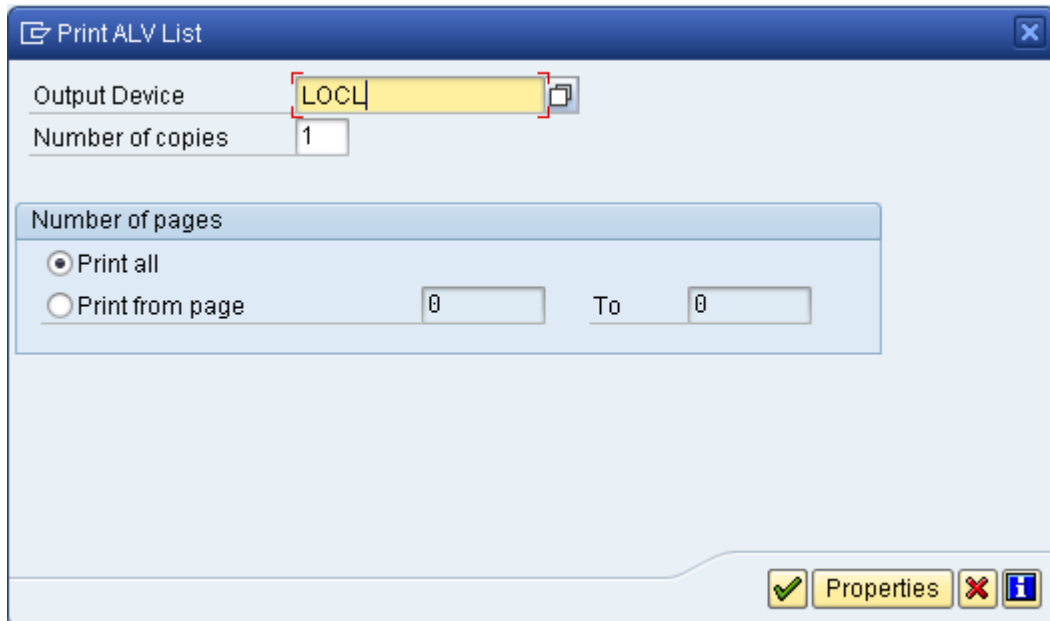 Print ALV List
Output Device LOCL
Number of copies 1
Number of pages
Print all
Print from page 0 To 0
Properties